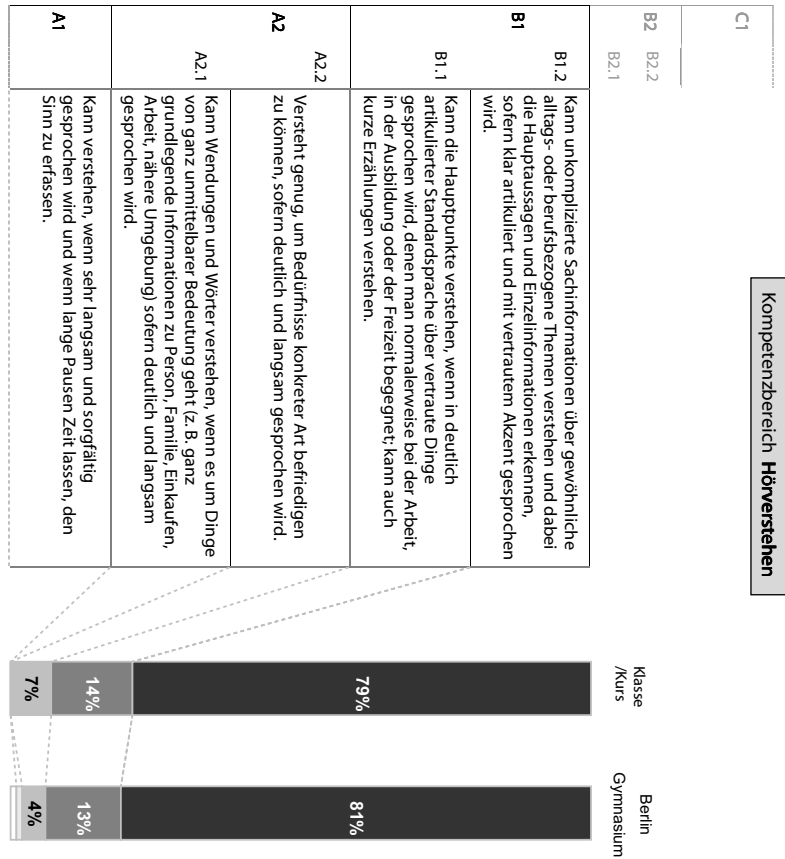 Kompetenzbereich Hörverstehen
C1
B2
B2.2
B2.1
B1
B1.2
Kann unkomplizierte Sachinformationen über gewöhnliche
alltags- oder berufsbezogene Themen verstehen und dabei
die Hauptaussagen und Einzelinformationen erkennen,
sofern klar artikuliert und mit vertrautem Akzent gesprochen
wird.
B1.1
Kann die Hauptpunkte verstehen, wenn in deutlich
artikulierter Standardsprache über vertraute Dinge
gesprochen wird, denen man normalerweise bei der Arbeit,
in der Ausbildung oder der Freizeit begegnet; kann auch
kurze Erzählungen verstehen.
A2
A2.2
Versteht genug, um Bedürfnisse konkreter Art befriedigen
zu können, sofern deutlich und langsam gesprochen wird.
A2.1
Kann Wendungen und Wörter verstehen, wenn es um Dinge
von ganz unmittelbarer Bedeutung geht (z. B. ganz
grundlegende Informationen zu Person, Familie, Einkaufen,
Arbeit, nähere Umgebung) sofern deutlich und langsam
gesprochen wird.
A1
Kann verstehen, wenn sehr langsam und sorgfältig
gesprochen wird und wenn lange Pausen Zeit lassen, den
Sinn zu erfassen.
Klasse
/Kurs
79%
14%
7%
Berlin
Gymnasium
81%
13%
4%